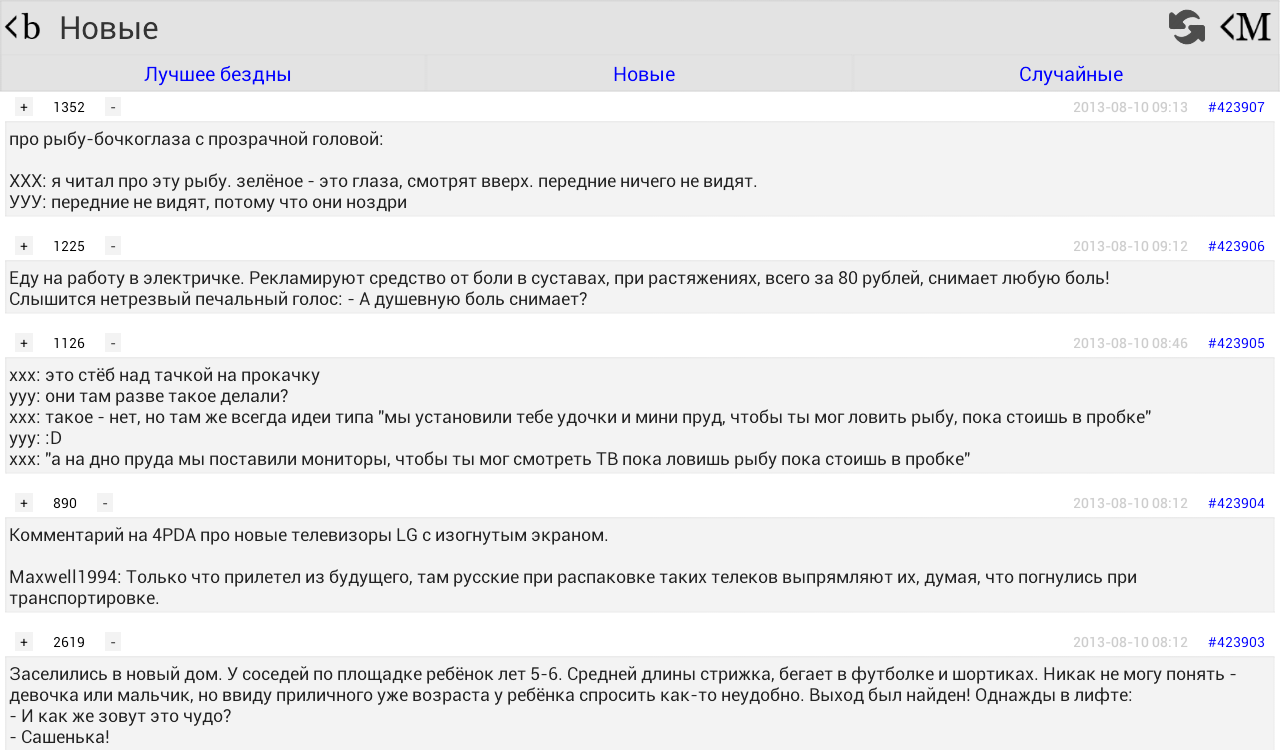 <b Новые <M
Лучшее бездны Новые Случайные
+ 1352 - 2013-08-10 09:13 #423907
про рыбу-бочкоглаза с прозрачной головой:
XXX: я читал про эту рыбу. зелёное - это глаза, смотрят вверх. передние ничего не видят.
УУУ: передние не видят, потому что они ноздри
+ 1225 - 2013-08-10 09:12 #423906
Еду на работу в электричке. Рекламируют средство от боли в суставах, при растяжениях, всего за 80 рублей, снимает любую боль!
Слышится нетрезвый печальный голос: - А душевную боль снимает?
+ 1126 - 2013-08-10 08:46 #423905
xxx: это стёб над тачкой на прокачку
yyy: они там разве такое делали?
xxx: такое - нет, но там же всегда идеи типа "мы установили тебе удочки и мини пруд, чтобы ты мог ловить рыбу, пока стоишь в пробке"
yyy: :D
xxx: "а на дно пруда мы поставили мониторы, чтобы ты мог смотреть ТВ пока ловишь рыбу пока стоишь в пробке"
+ 890 - 2013-08-10 08:12 #423904
Комментарий на 4PDA про новые телевизоры LG с изогнутым экраном.
Maxwell1994: Только что прилетел из будущего, там русские при распаковке таких телеков выпрямляют их, думая, что погнулись при
транспортировке.
+ 2619 - 2013-08-10 08:12 #423903
Заселились в новый дом. У соседей по площадке ребёнок лет 5-6. Средней длины стрижка, бегает в футболке и шортиках. Никак не могу понять -
девочка или мальчик, но ввиду приличного уже возраста у ребёнка спросить как-то неудобно. Выход был найден! Однажды в лифте:
- И как же зовут это чудо?
- Сашенька!